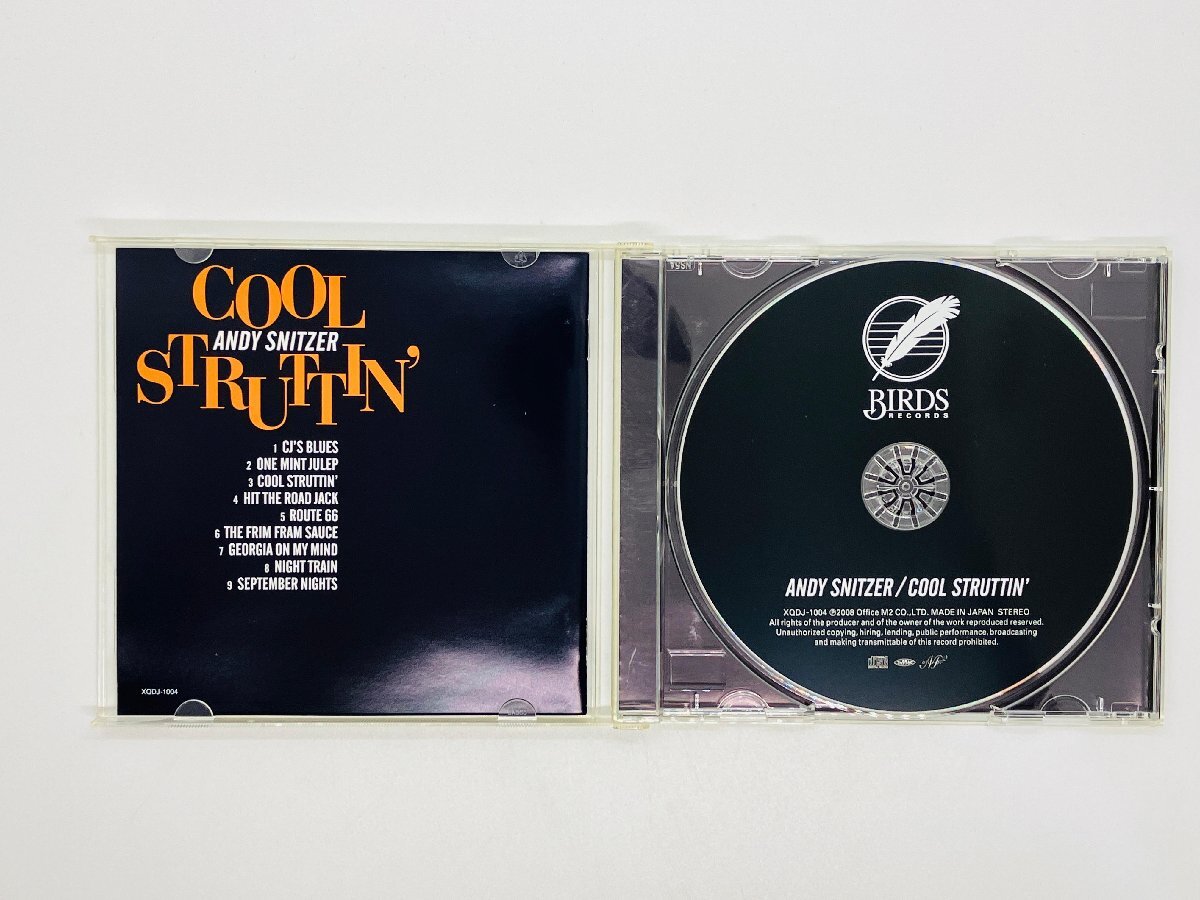 COOL
ANDY SNITZER
STRUTTIN'
1 CJ'S BLUES
2 ONE MINT JULEP
3 COOL STRUTTIN'
4 HIT THE ROAD JACK
5 ROUTE 66
6 THE FRIM FRAM SAUCE
7 GEORGIA ON MY MIND
8 NIGHT TRAIN
9 SEPTEMBER NIGHTS
XQDJ-1004
BIRDS
RECORDS
ANDY SNITZER / COOL STRUTTIN'
XQDJ-1004 ℗2008 Office M2 CO.,LTD. MADE IN JAPAN STEREO
All rights of the producer and of the owner of the work reproduced reserved.
Unauthorized copying, hiring, lending, public performance, broadcasting
and making transmittable of this record prohibited.